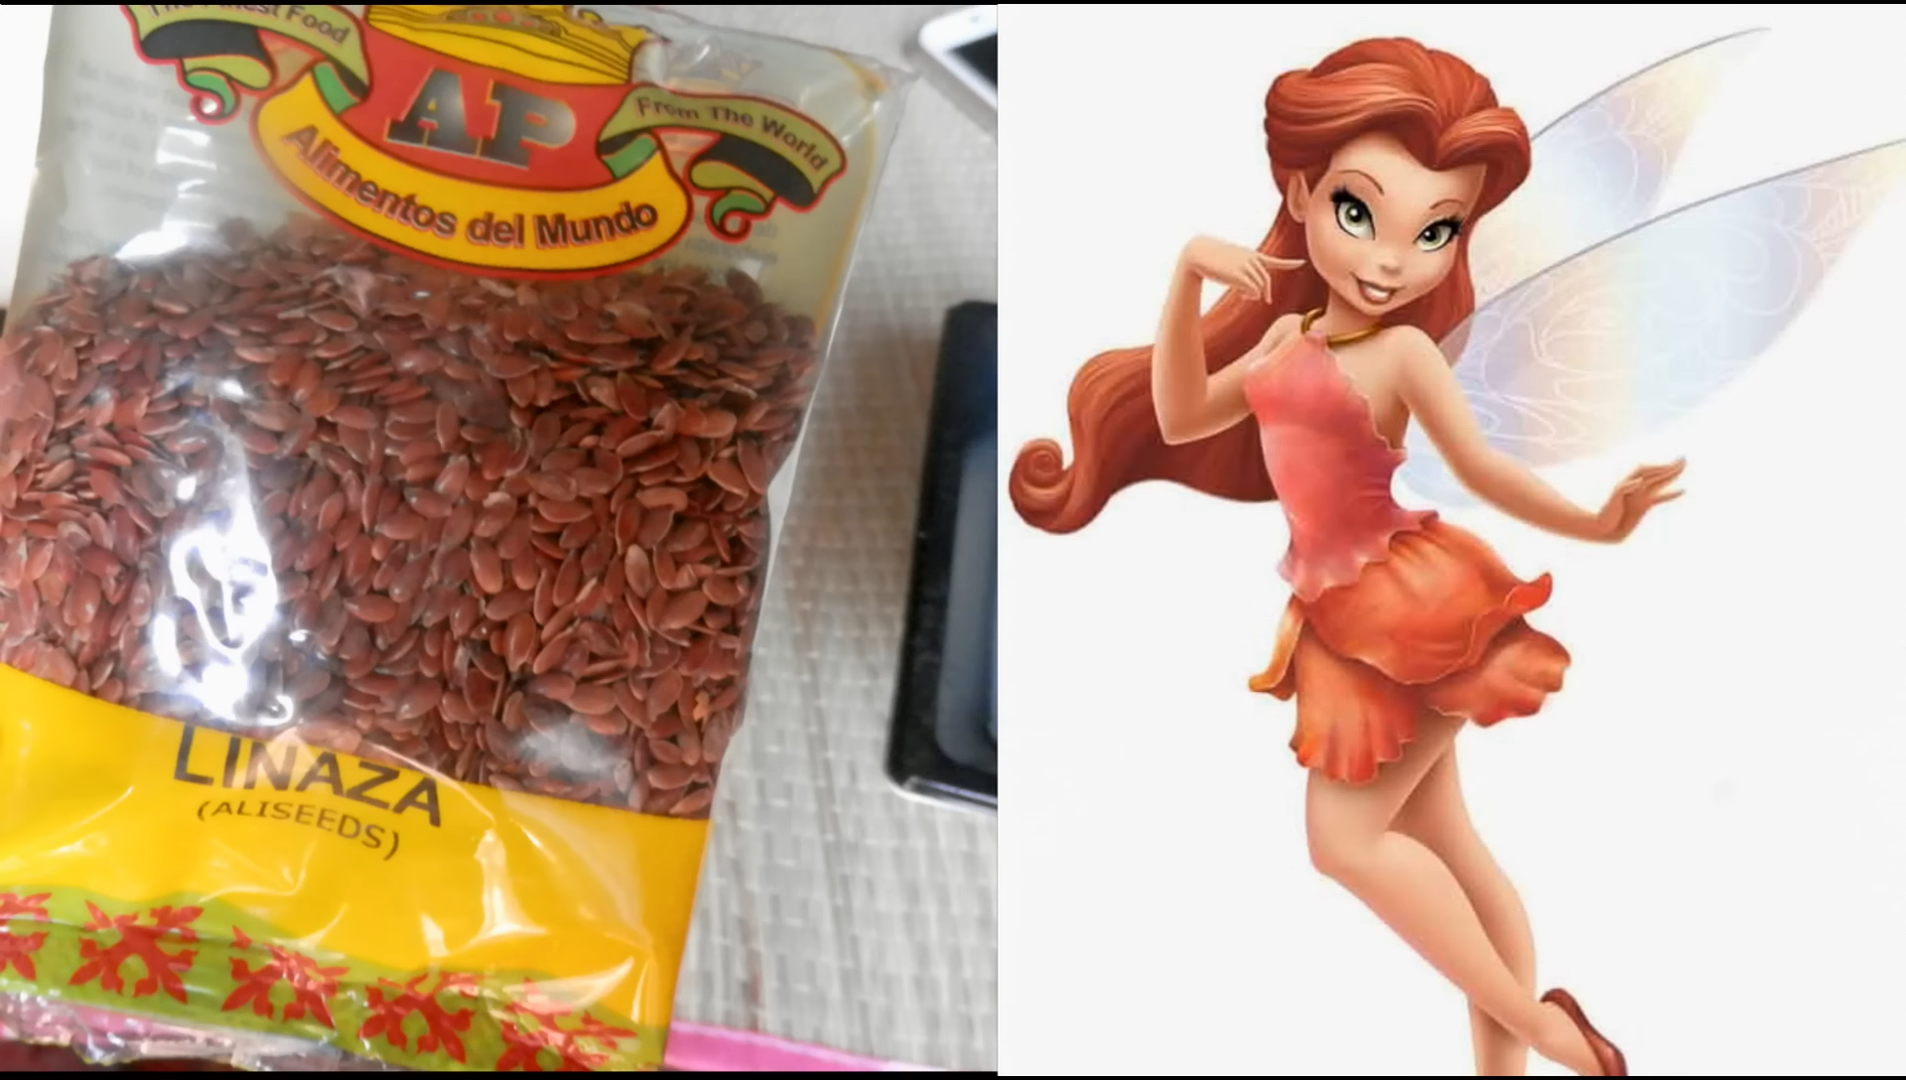 The Finest Food
AP
From The World
Alimentos del Mundo
LINAZA
(ALISEEDS)